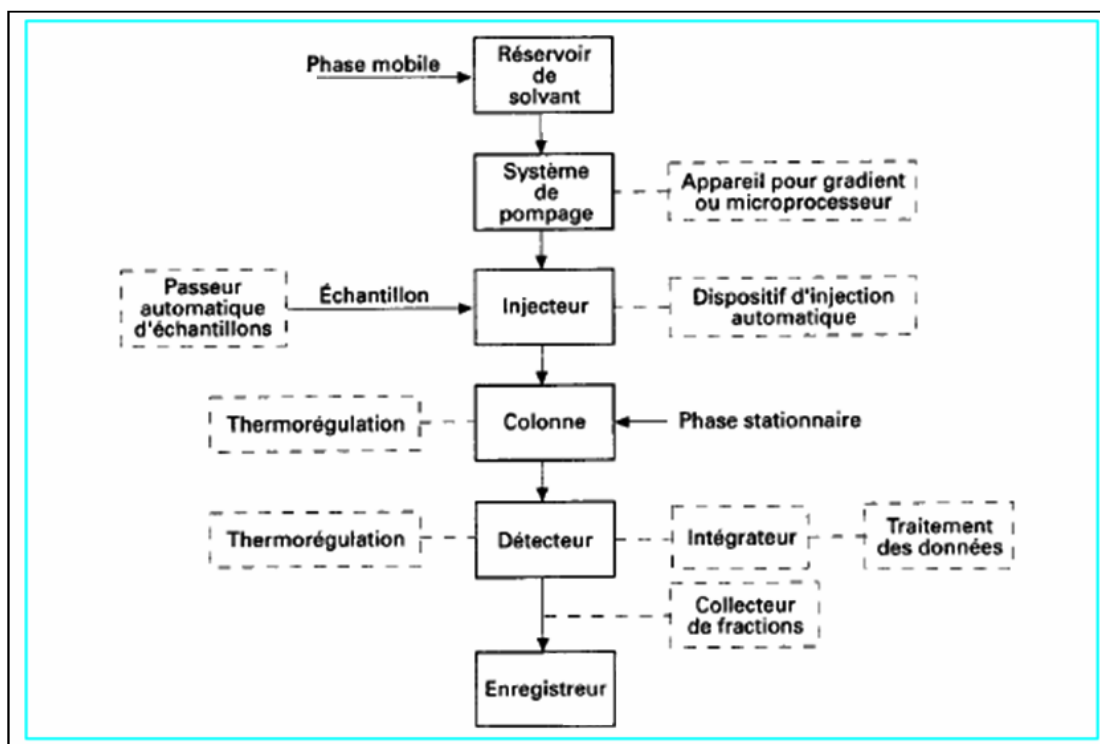 Phase mobile
Réservoir
de
solvant
Système
de
pompage
Appareil pour gradient
ou microprocesseur
Passeur
automatique
d'échantillons
Échantillon
Injecteur
Dispositif d'injection
automatique
Thermorégulation
Colonne
Phase stationnaire
Thermorégulation
Détecteur
Intégrateur
Traitement
des données
Collecteur
de fractions
Enregistreur